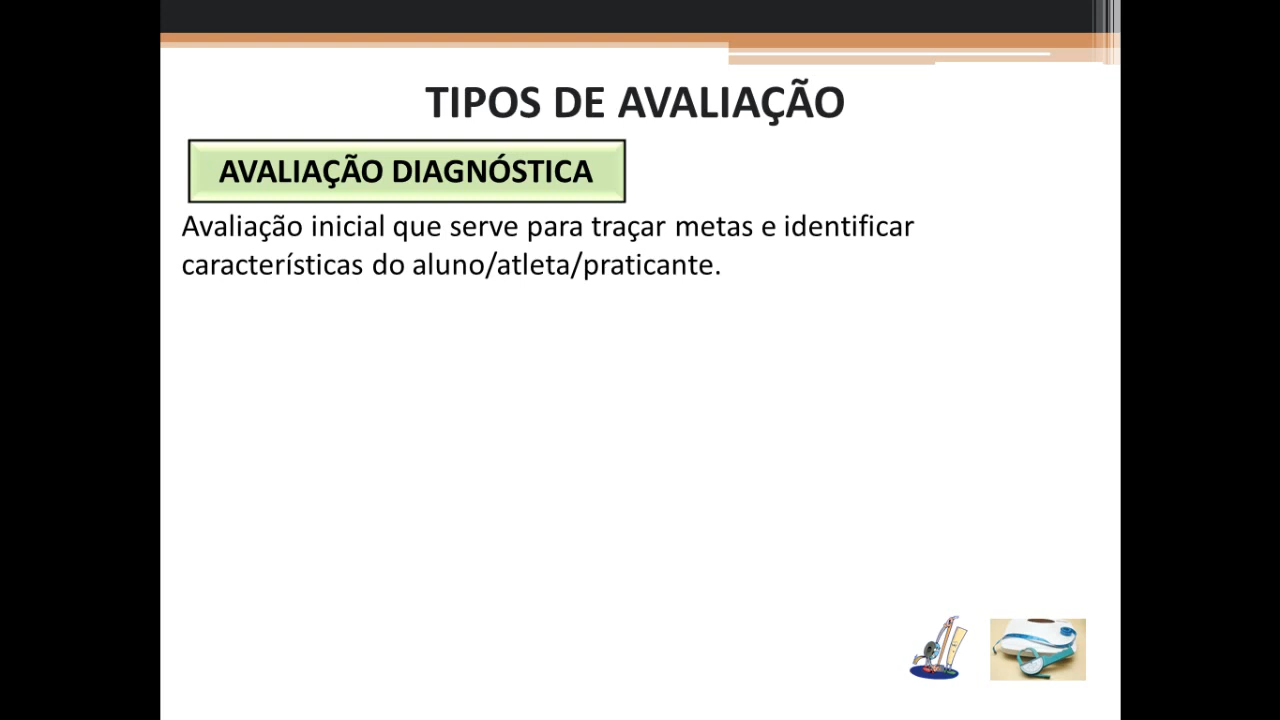 TIPOS DE AVALIAÇÃO
AVALIAÇÃO DIAGNÓSTICA
Avaliação inicial que serve para traçar metas e identificar
características do aluno/atleta/praticante.